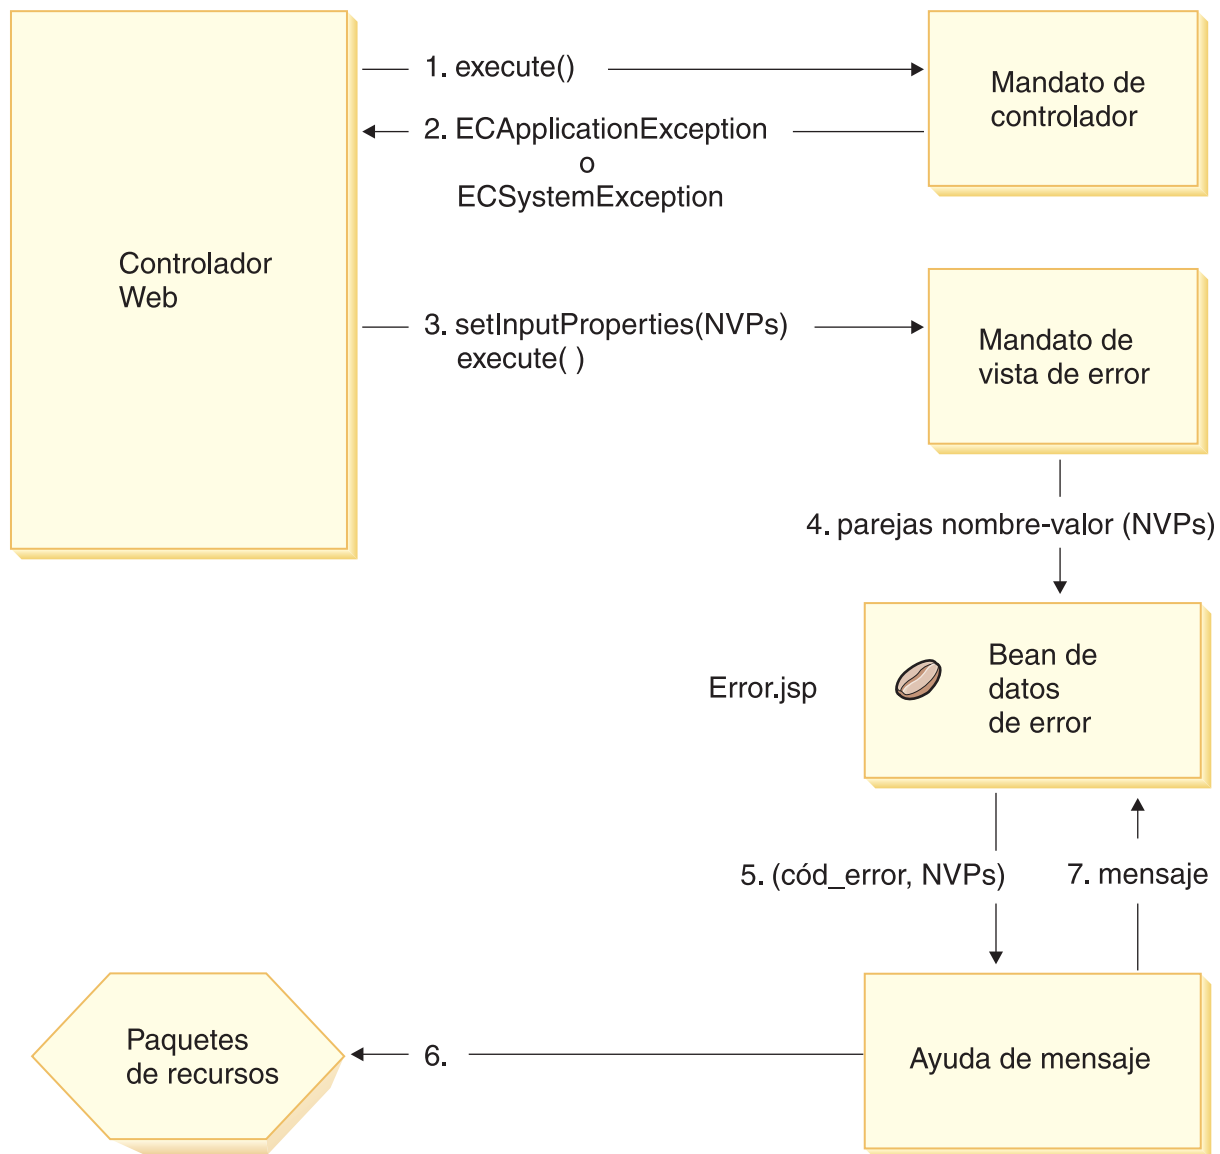 1. execute()
Mandato de
controlador
2. ECApplicationException
o
ECSystemException
Controlador
Web
3. setInputProperties(NVPs)
execute( )
Mandato de
vista de error
4. parejas nombre-valor (NVPs)
Error.jsp
Bean de
datos
de error
5. (cód_error, NVPs)
7. mensaje
Paquetes
de recursos
6.
Ayuda de mensaje